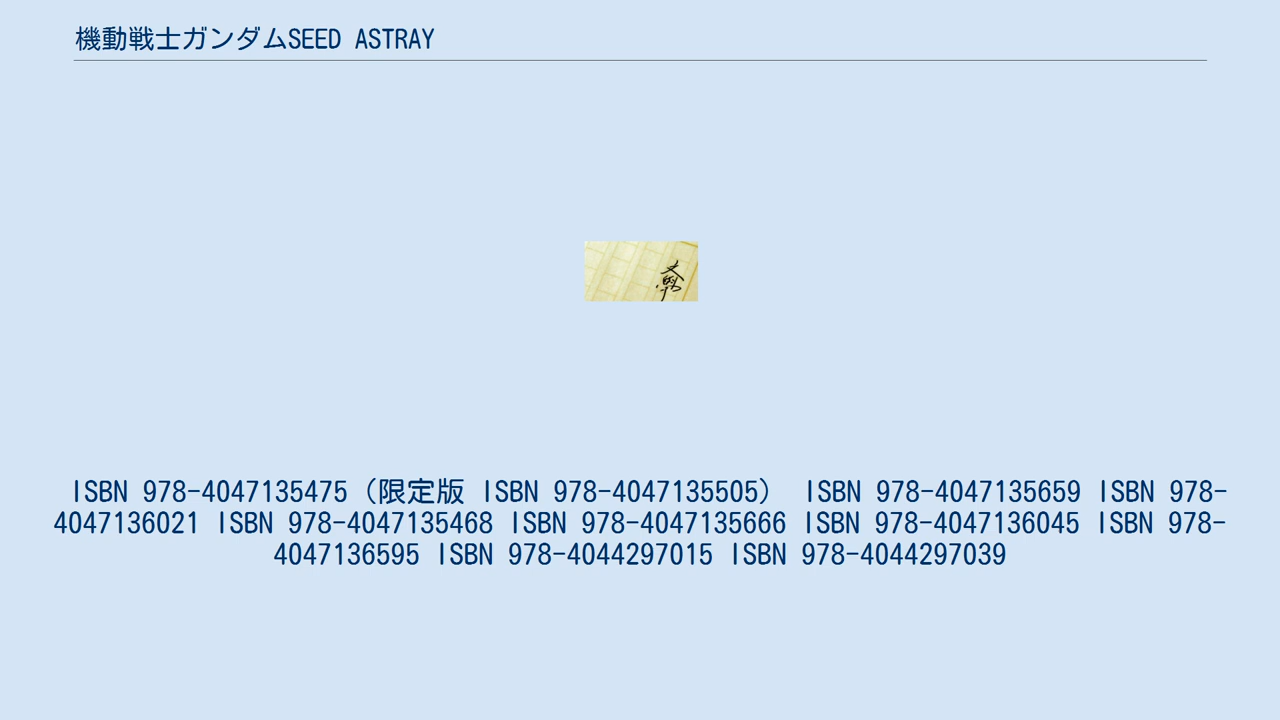 機動戦士ガンダムSEED ASTRAY
ISBN 978-4047135475（限定版 ISBN 978-4047135505） ISBN 978-4047135659 ISBN 978-
4047136021 ISBN 978-4047135468 ISBN 978-4047135666 ISBN 978-4047136045 ISBN 978-
4047136595 ISBN 978-4044297015 ISBN 978-4044297039